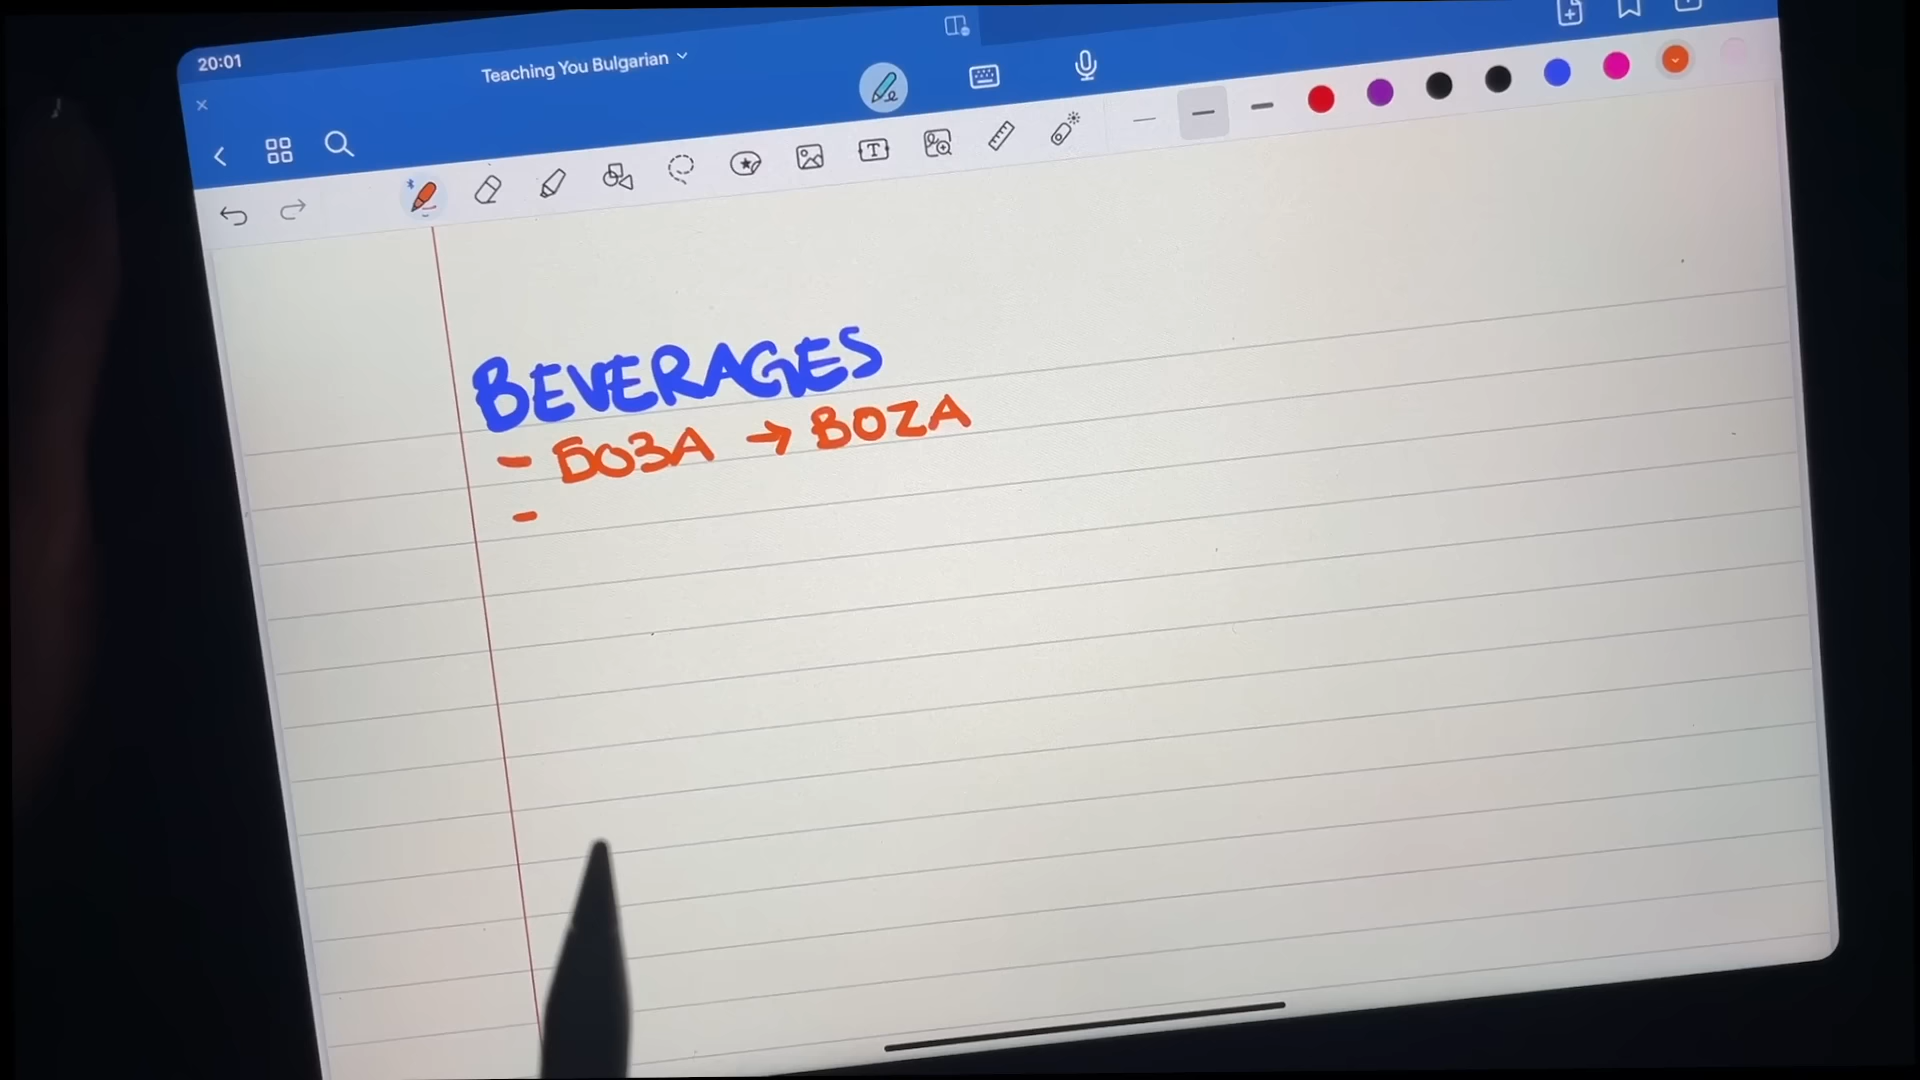 20:01
Teaching You Bulgarian
BEVERAGES
- БОЗА → BOZA
-